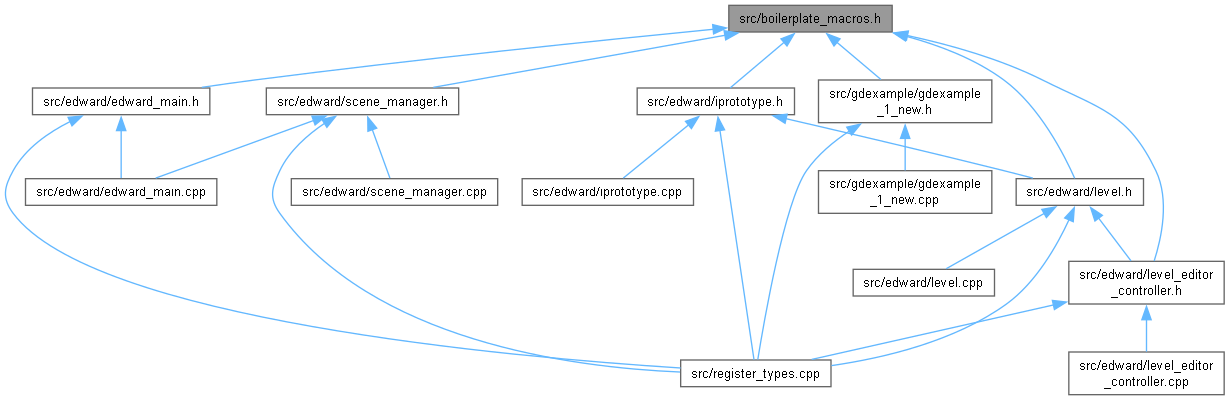 src/boilerplate_macros.h
src/edward/edward_main.h
src/edward/scene_manager.h
src/edward/iprototype.h
src/gdexample/gdexample
_1_new.h
src/edward/edward_main.cpp
src/edward/scene_manager.cpp
src/edward/iprototype.cpp
src/gdexample/gdexample
_1_new.cpp
src/edward/level.h
src/edward/level.cpp
src/edward/level_editor
_controller.h
src/register_types.cpp
src/edward/level_editor
_controller.cpp